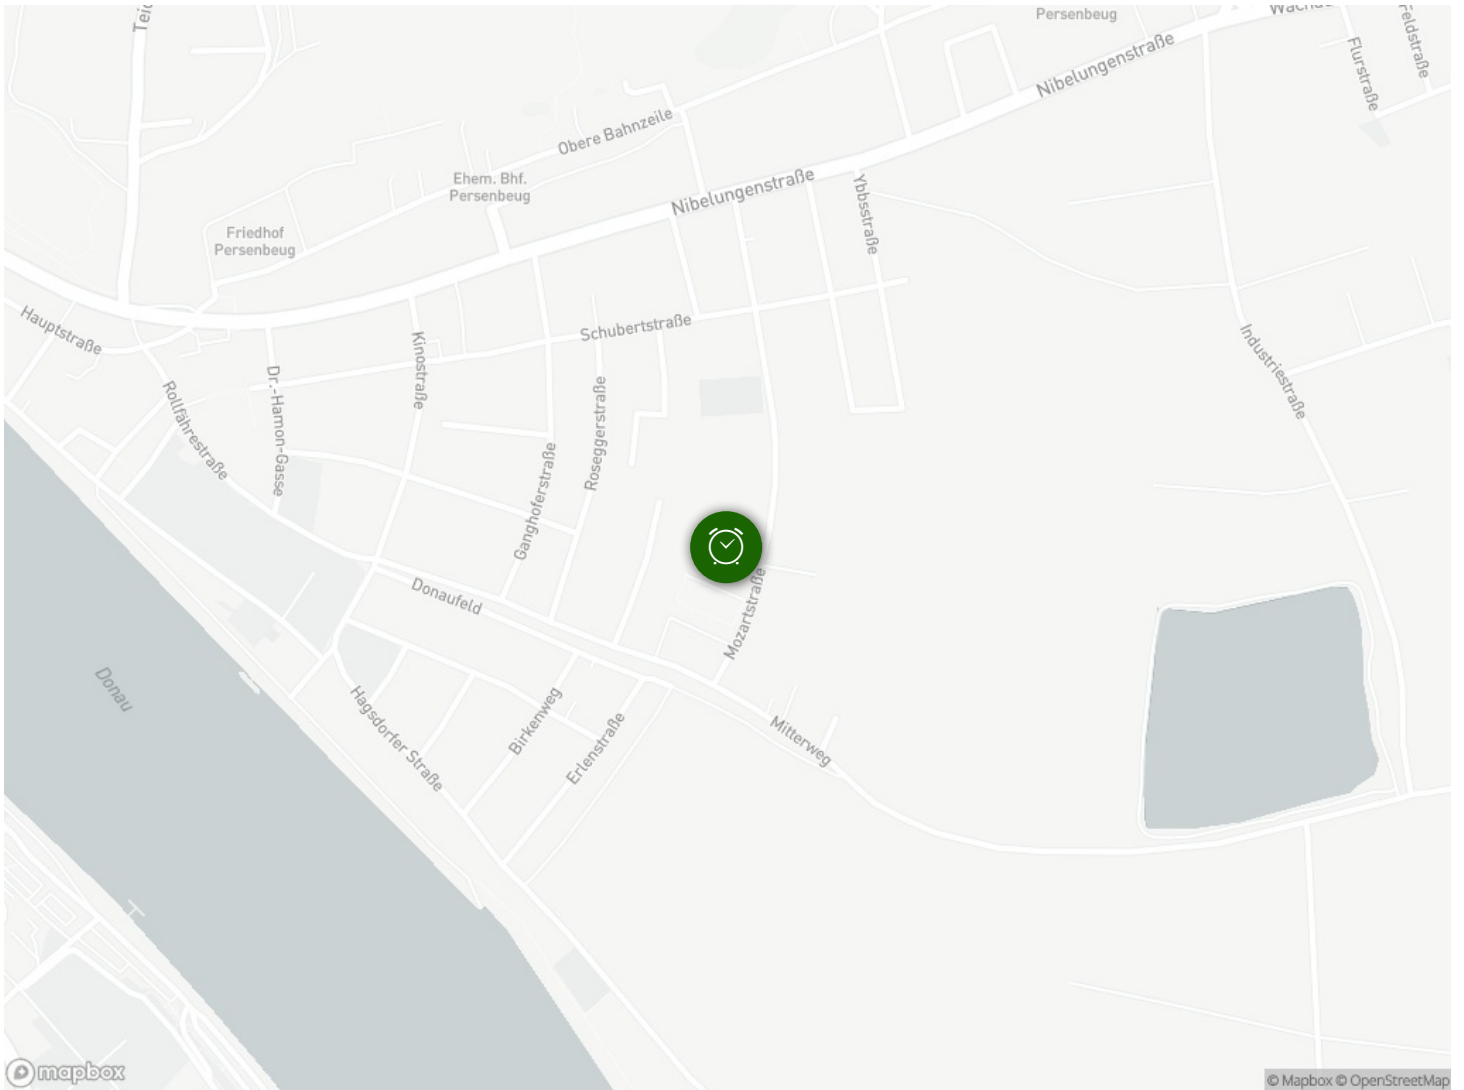 Persenbeug
Nibelungenstraße
Flurstraße
Obere Bahnzeile
Ehem. Bhf.
Persenbeug
Nibelungenstraße
Ybbsstraße
Friedhof
Persenbeug
Hauptstraße
Schubertstraße
Kinostraße
Industriestraße
Dr.-Hamon-Gasse
Rollfährestraße
Roseggerstraße
Ganghoferstraße
Donaufeld
Mozartstraße
Donau
Hagsdorfer Straße
Birkenweg
Erlenstraße
Mitterweg
mapbox
© Mapbox © OpenStreetMap